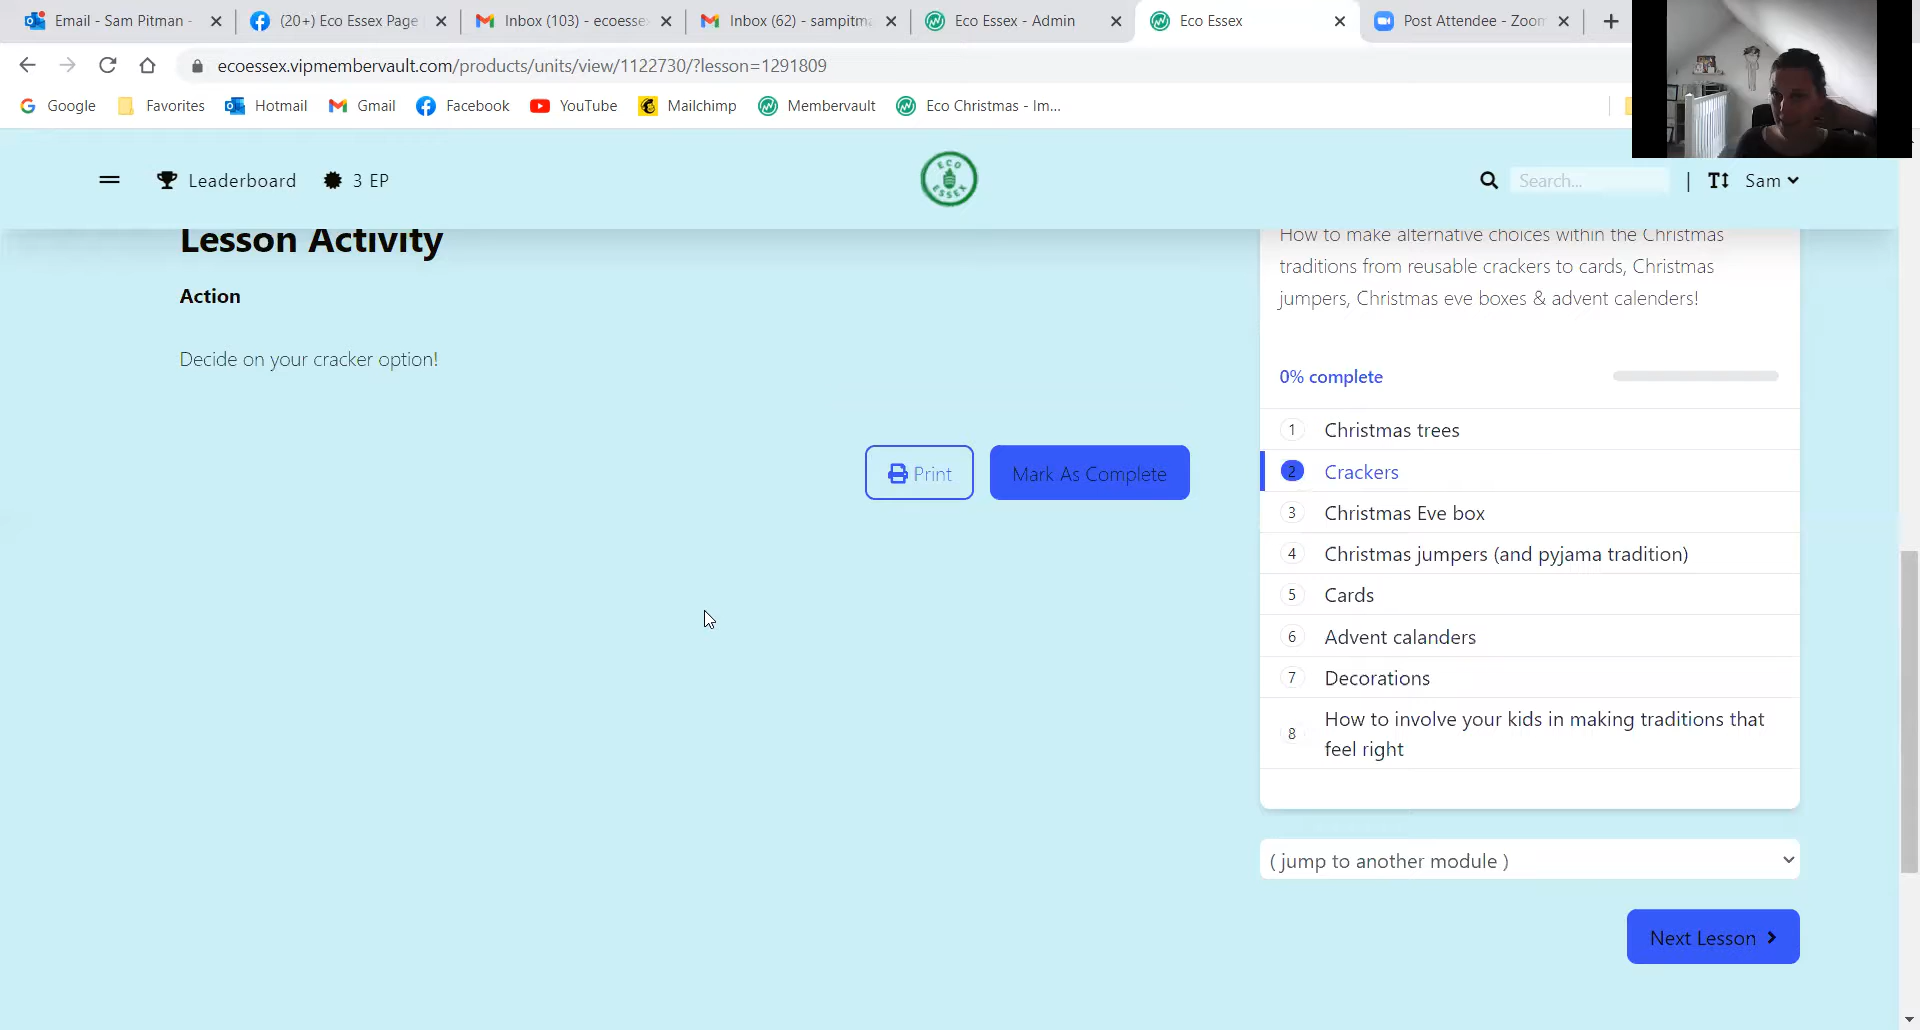 Email - Sam Pitman -
(20+) Eco Essex Page
Inbox (103) - ecoesse
Inbox (62) - sampitma
Eco Essex - Admin
Eco Essex
Post Attendee - Zoom
ecoessex.vipmembervault.com/products/units/view/1122730/?lesson=1291809
Google
Favorites
Hotmail
Gmail
Facebook
YouTube
Mailchimp
Membervault
Eco Christmas - Im...
Leaderboard
3 EP
ECO
ESSEX
Search...
Sam
Lesson Activity
Action
Decide on your cracker option!
Print
Mark As Complete
How to make alternative choices within the Christmas
traditions from reusable crackers to cards, Christmas
jumpers, Christmas eve boxes & advent calenders!
0% complete
1 Christmas trees
2 Crackers
3 Christmas Eve box
4 Christmas jumpers (and pyjama tradition)
5 Cards
6 Advent calanders
7 Decorations
8 How to involve your kids in making traditions that
feel right
( jump to another module )
Next Lesson